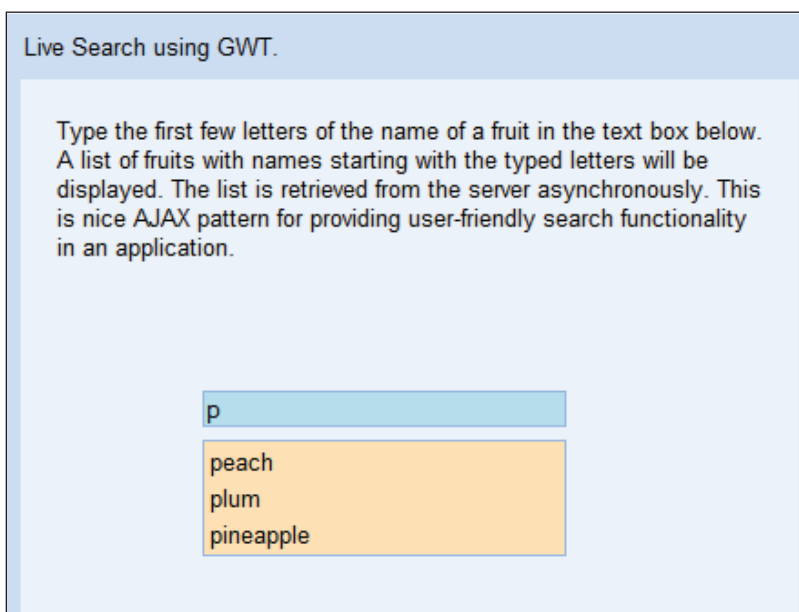 Live Search using GWT.
Type the first few letters of the name of a fruit in the text box below.
A list of fruits with names starting with the typed letters will be
displayed. The list is retrieved from the server asynchronously. This
is nice AJAX pattern for providing user-friendly search functionality
in an application.
p
peach
plum
pineapple